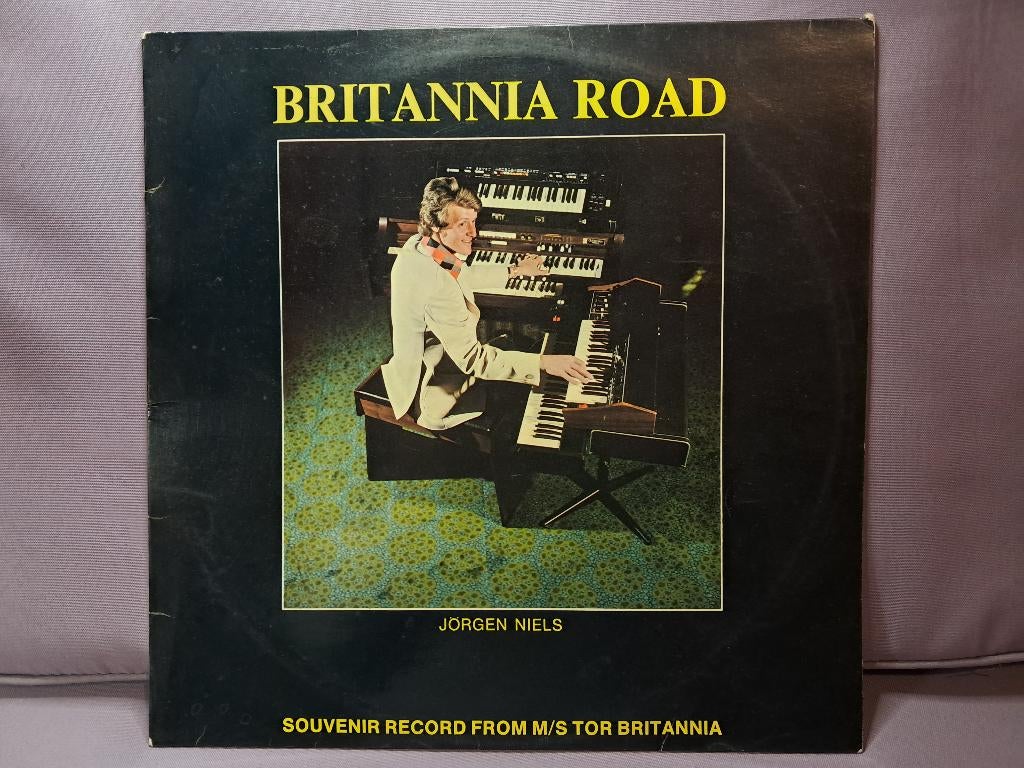 BRITANNIA ROAD
JÖRGEN NIELS
SOUVENIR RECORD FROM M/S TOR BRITANNIA